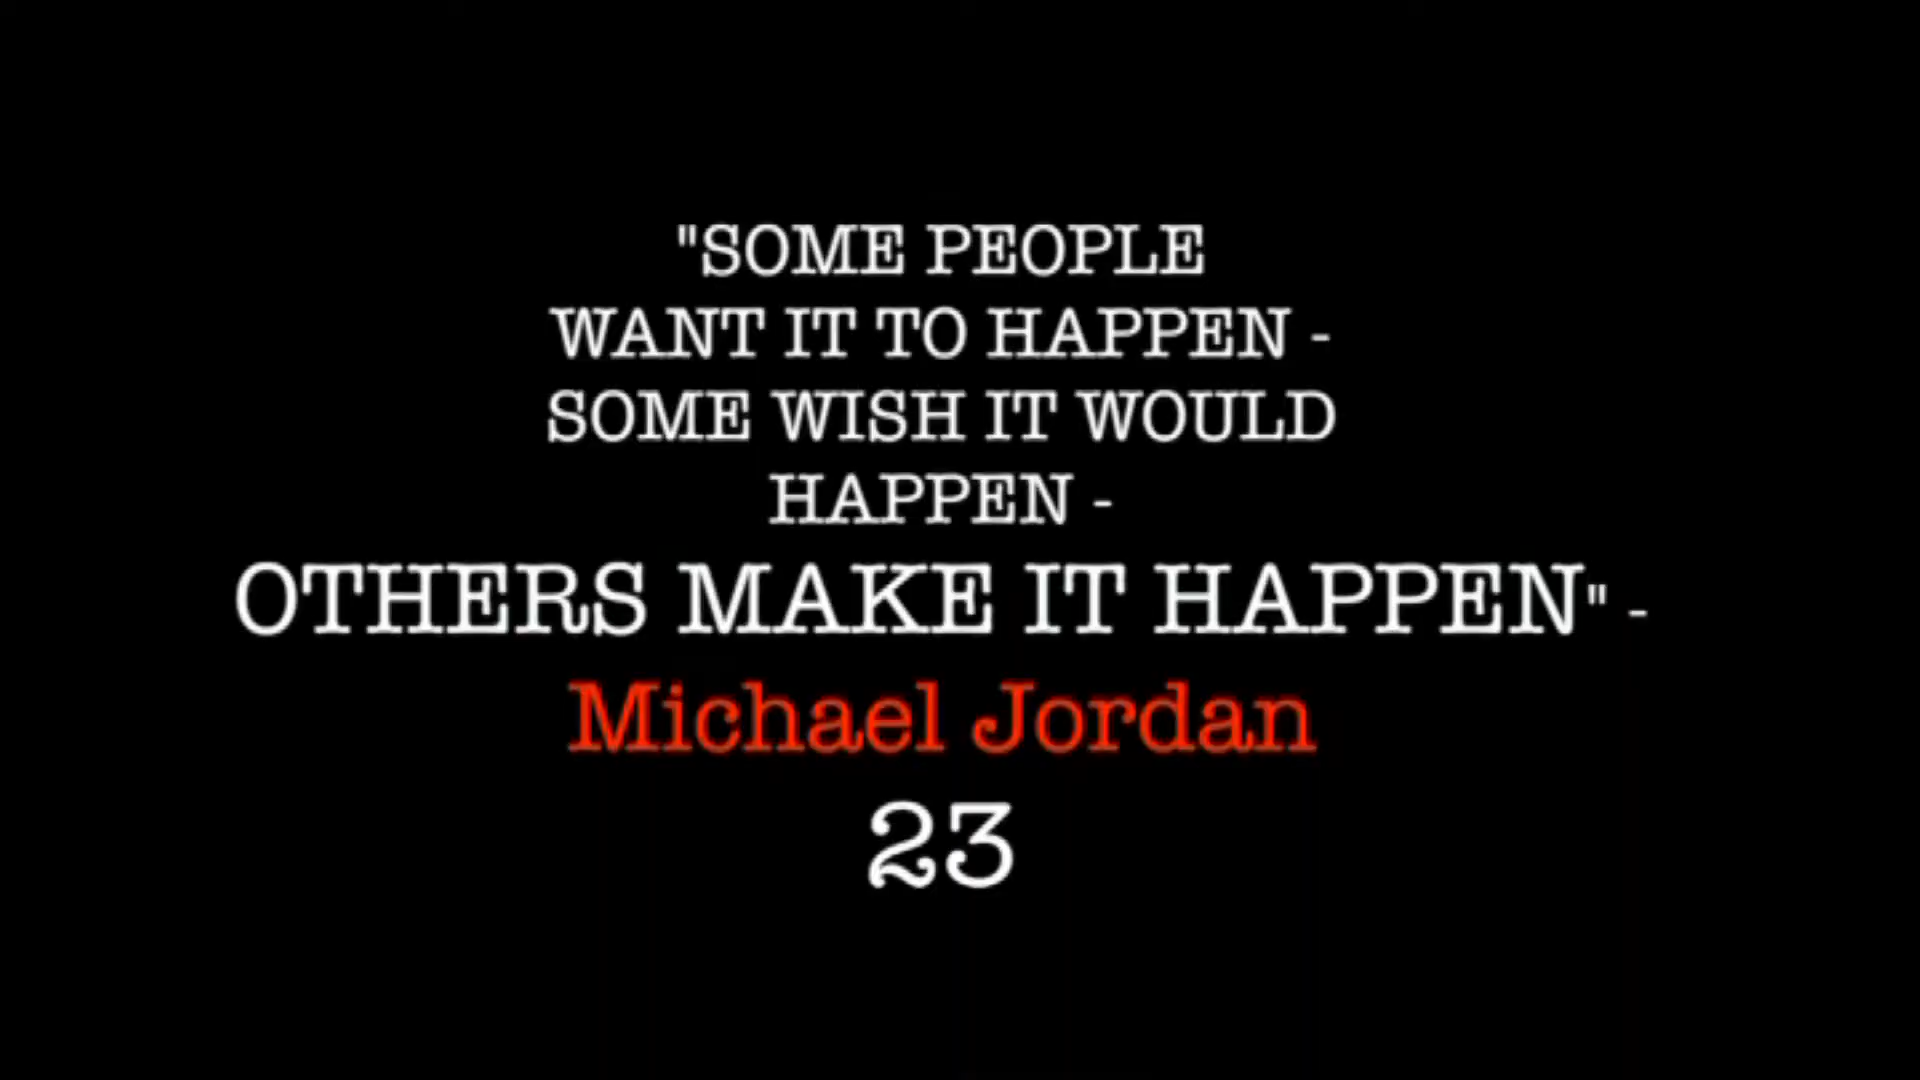 "SOME PEOPLE
WANT IT TO HAPPEN -
SOME WISH IT WOULD
HAPPEN -
OTHERS MAKE IT HAPPEN" -
Michael Jordan
23